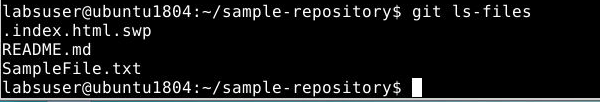 labsuser@ubuntu1804:~/sample-repository$ git ls-files
.index.html.swp
README.md
SampleFile.txt
labsuser@ubuntu1804:~/sample-repository$